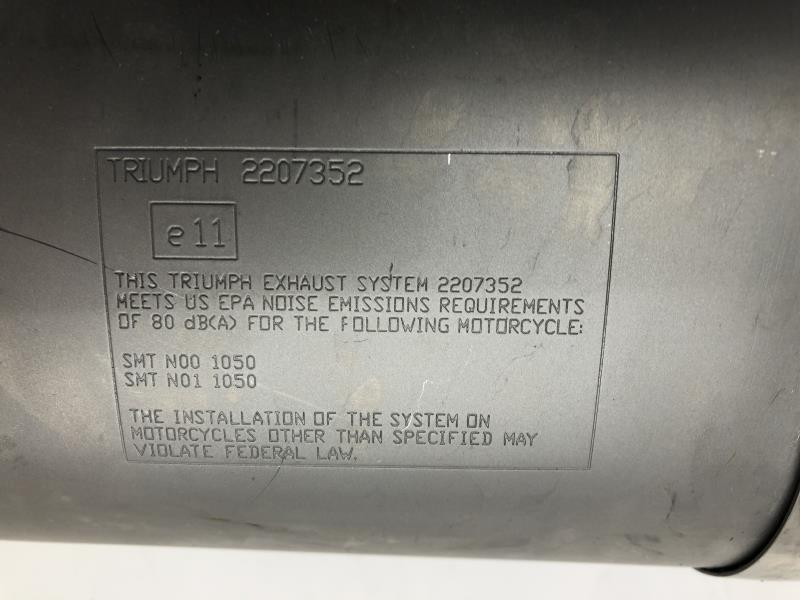 TRIUMPH 2207352
e11
THIS TRIUMPH EXHAUST SYSTEM 2207352
MEETS US EPA NOISE EMISSIONS REQUIREMENTS
OF 80 dB(A) FOR THE FOLLOWING MOTORCYCLE:
SMT N00 1050
SMT N01 1050
THE INSTALLATION OF THE SYSTEM ON
MOTORCYCLES OTHER THAN SPECIFIED MAY
VIOLATE FEDERAL LAW.